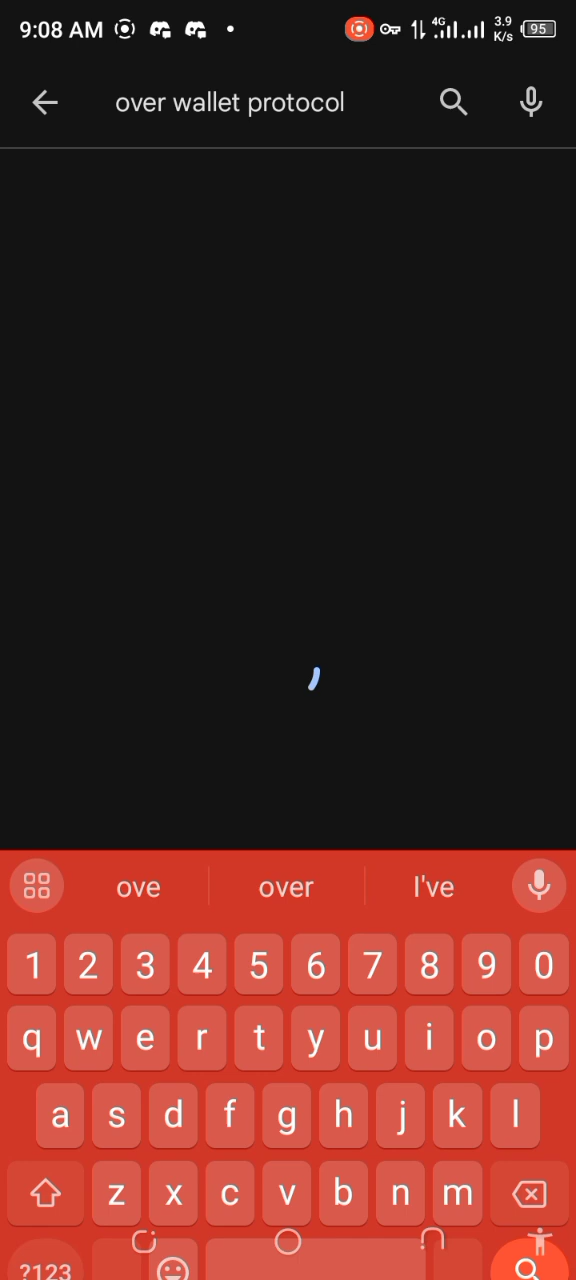 9:08 AM 4G 3.9 K/s 95
over wallet protocol
ove over I've
1 2 3 4 5 6 7 8 9 0
q w e r t y u i o p
a s d f g h j k l
z x c v b n m
?123